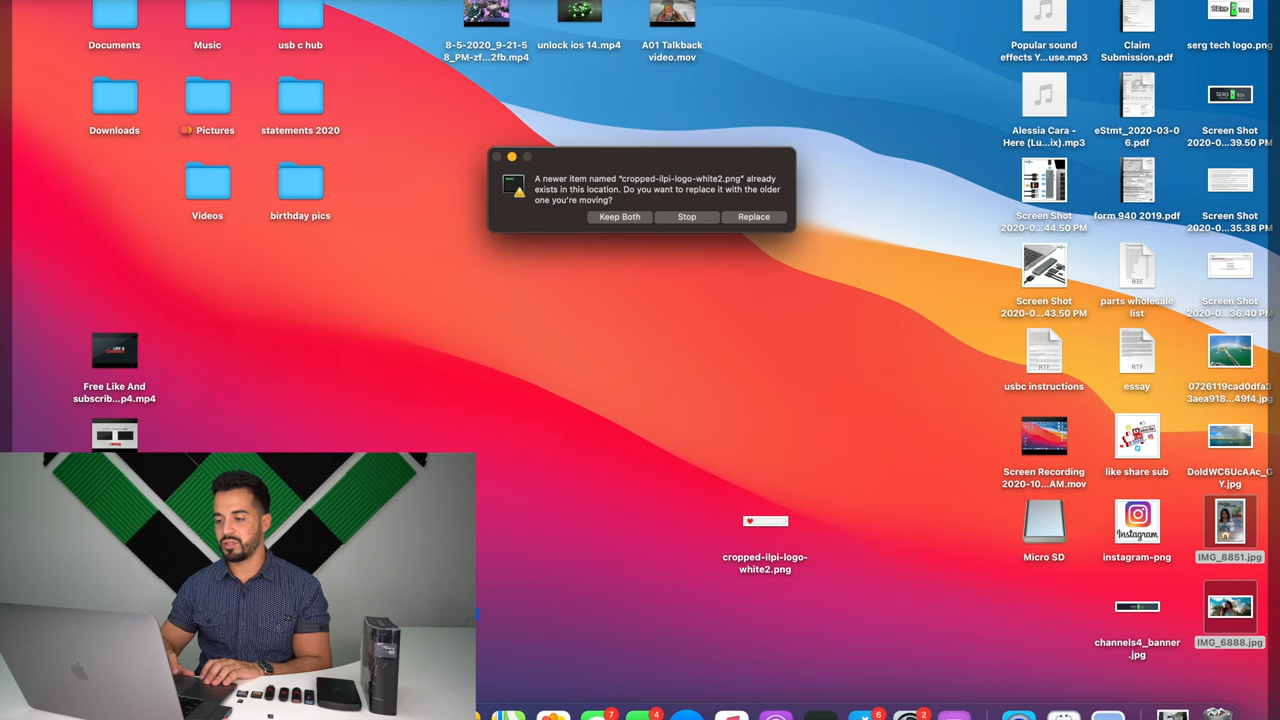 Documents
Music
usb c hub
8-5-2020_9-21-5
8_PM-zf...2fb.mp4
unlock ios 14.mp4
A01 Talkback
video.mov
Popular sound
effects Y...use.mp3
Claim
Submission.pdf
serg tech logo.png
Downloads
Pictures
statements 2020
Alessia Cara -
Here (Lu...ix).mp3
eStmt_2020-03-0
6.pdf
Screen Shot
2020-0...39.50 PM
Videos
birthday pics
A newer item named “cropped-ilpi-logo-white2.png” already
exists in this location. Do you want to replace it with the older
one you're moving?
Keep Both
Stop
Replace
Screen Shot
2020-0...44.50 PM
form 940 2019.pdf
Screen Shot
2020-0...35.38 PM
Screen Shot
2020-0...43.50 PM
RTF
parts wholesale
list
Screen Shot
2020-0...36.40 PM
Free Like And
subscrib...p4.mp4
RTF
usbc instructions
RTF
essay
0726119cad0dfa3
3aea918...49f4.jpg
Screen Recording
2020-10...AM.mov
like share sub
DoldWC6UcAAc_G
Y.jpg
cropped-ilpi-logo-
white2.png
Micro SD
Instagram
instagram-png
IMG_8851.jpg
channels4_banner
.jpg
IMG_6888.jpg
7
4
6
2